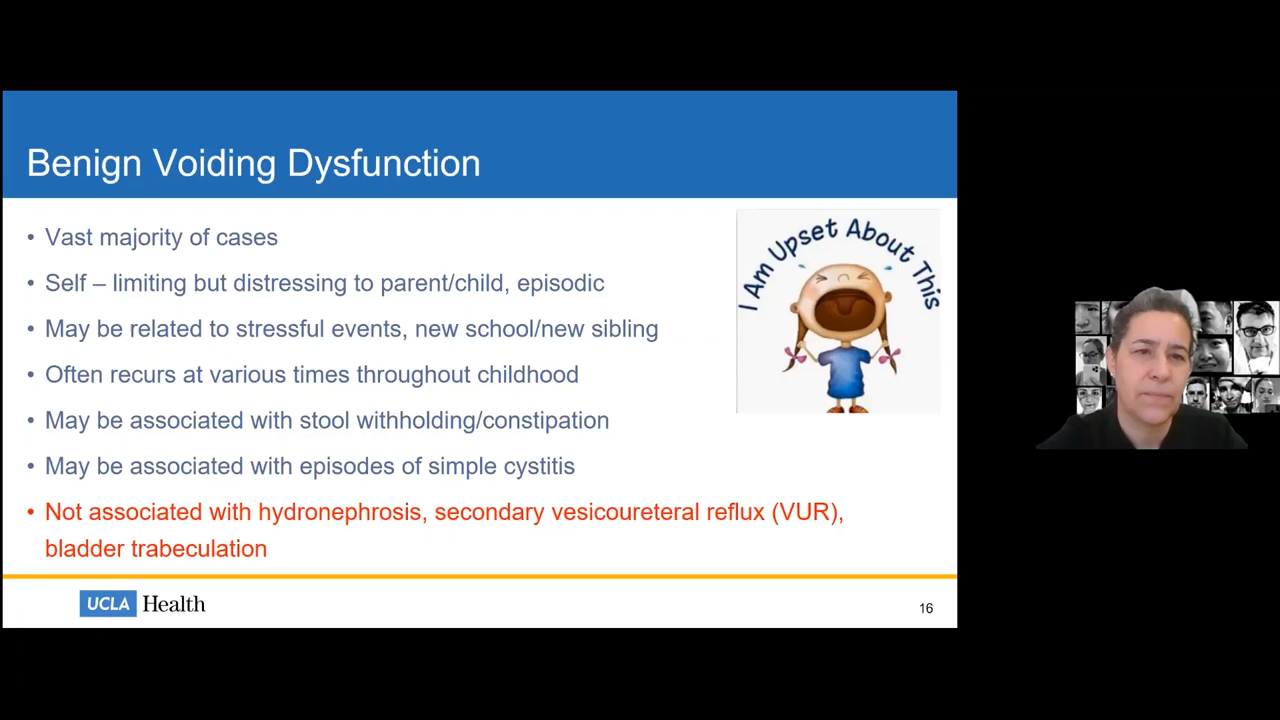 Benign Voiding Dysfunction
• Vast majority of cases
• Self – limiting but distressing to parent/child, episodic
• May be related to stressful events, new school/new sibling
• Often recurs at various times throughout childhood
• May be associated with stool withholding/constipation
• May be associated with episodes of simple cystitis
• Not associated with hydronephrosis, secondary vesicoureteral reflux (VUR),
bladder trabeculation
I Am Upset About This
UCLA Health
16